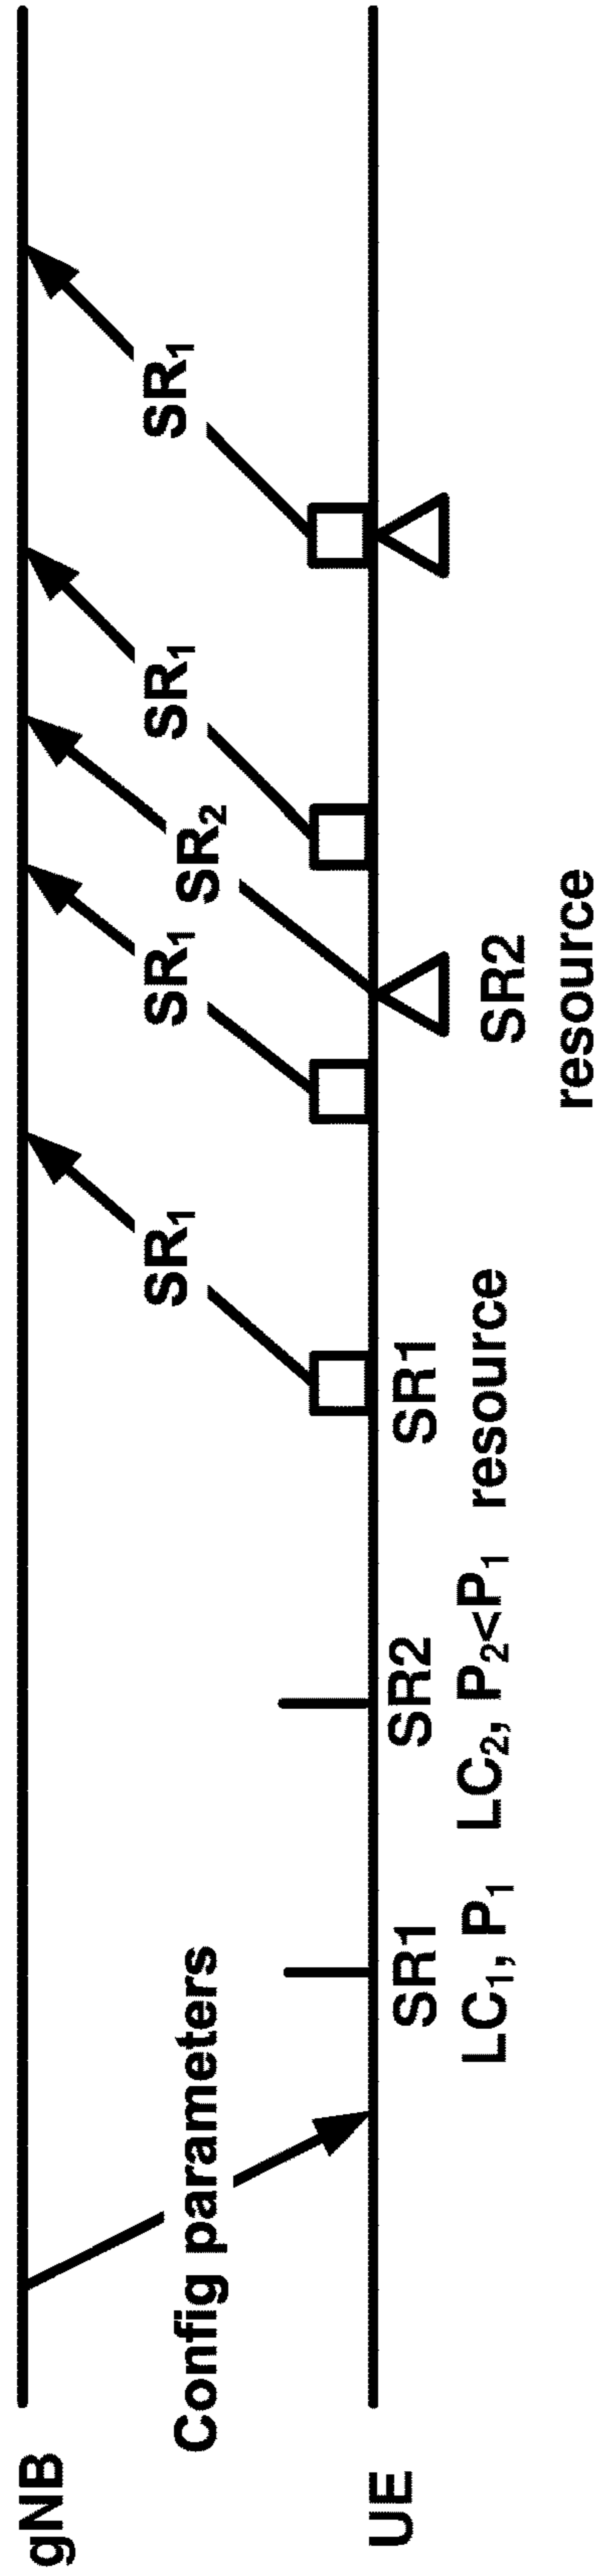 gNB
Config parameters
SR₁
SR₁
SR₂
SR₁
SR₁
UE
SR1
LC₁, P₁
SR2
LC₂, P₂<P₁
SR1
resource
SR2
resource